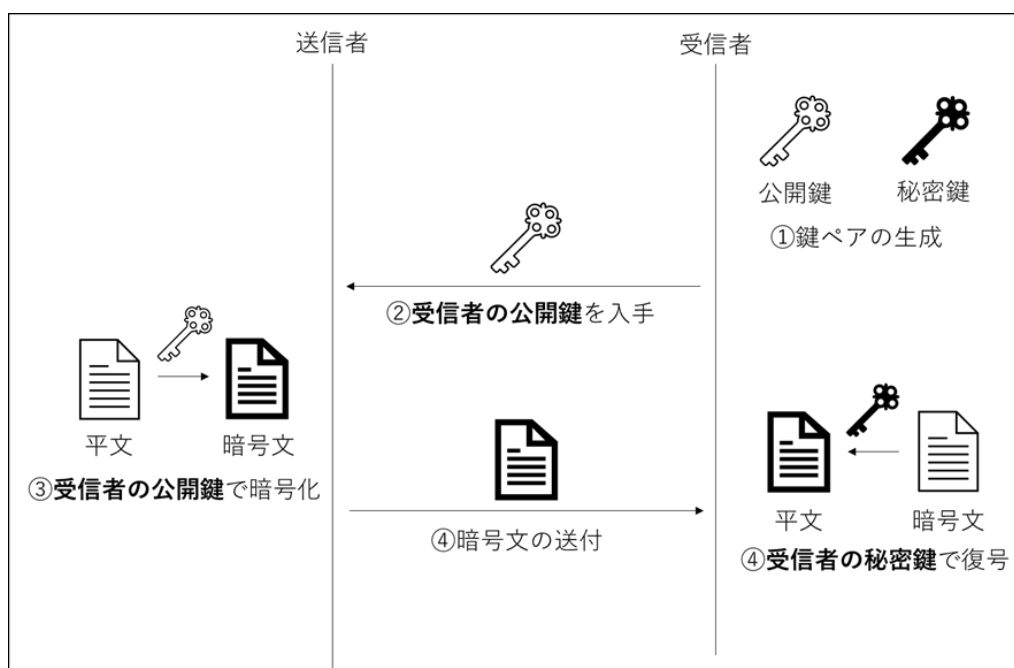 送信者
受信者
公開鍵
秘密鍵
①鍵ペアの生成
②受信者の公開鍵を入手
平文
暗号文
③受信者の公開鍵で暗号化
④暗号文の送付
平文
暗号文
④受信者の秘密鍵で復号